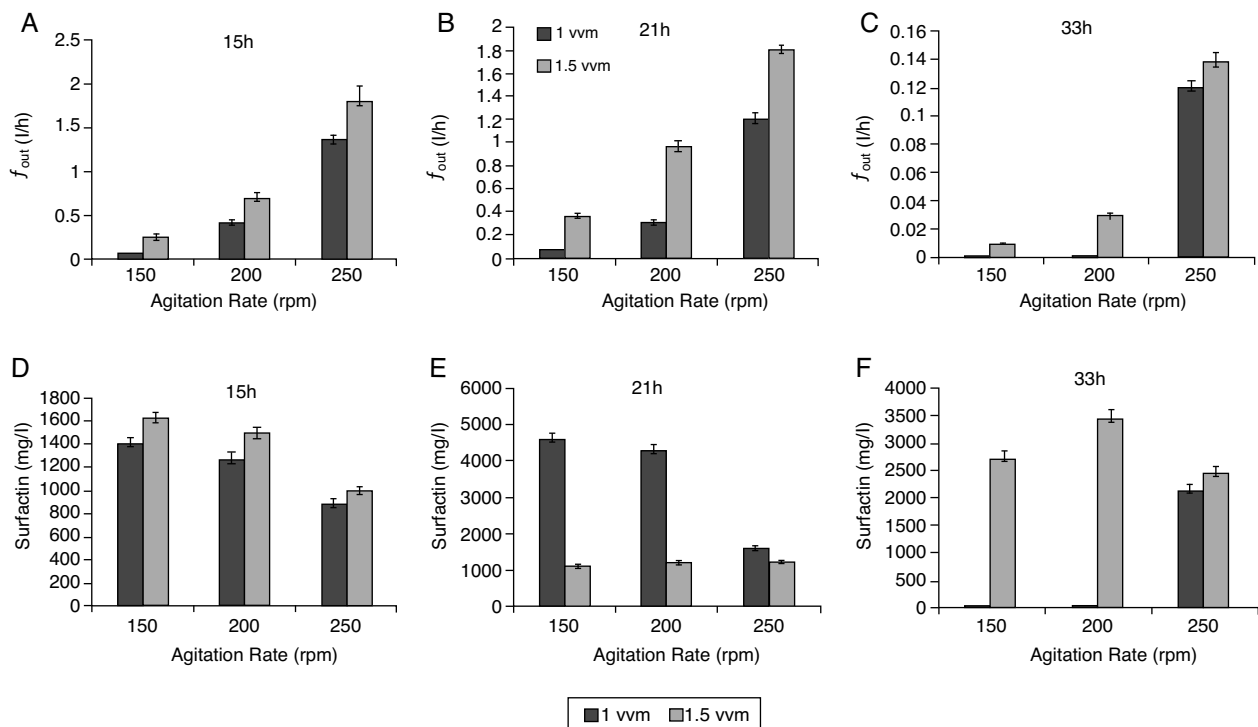 A
15h
2.5
2
1.5
1
0.5
0
f out (l/h)
150
200
250
Agitation Rate (rpm)
B
21h
1 vvm
1.5 vvm
2
1.8
1.6
1.4
1.2
1
0.8
0.6
0.4
0.2
0
f out (l/h)
150
200
250
Agitation Rate (rpm)
C
33h
0.16
0.14
0.12
0.1
0.08
0.06
0.04
0.02
0
f out (l/h)
150
200
250
Agitation Rate (rpm)
D
15h
1800
1600
1400
1200
1000
800
600
400
200
0
Surfactin (mg/l)
150
200
250
Agitation Rate (rpm)
E
21h
6000
5000
4000
3000
2000
1000
0
Surfactin (mg/l)
150
200
250
Agitation Rate (rpm)
F
33h
4000
3500
3000
2500
2000
1500
3000
500
0
Surfactin (mg/l)
150
200
250
Agitation Rate (rpm)
1 vvm
1.5 vvm